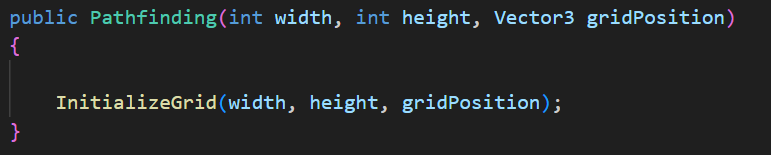 public Pathfinding(int width, int height, Vector3 gridPosition)
{
InitializeGrid(width, height, gridPosition);
}